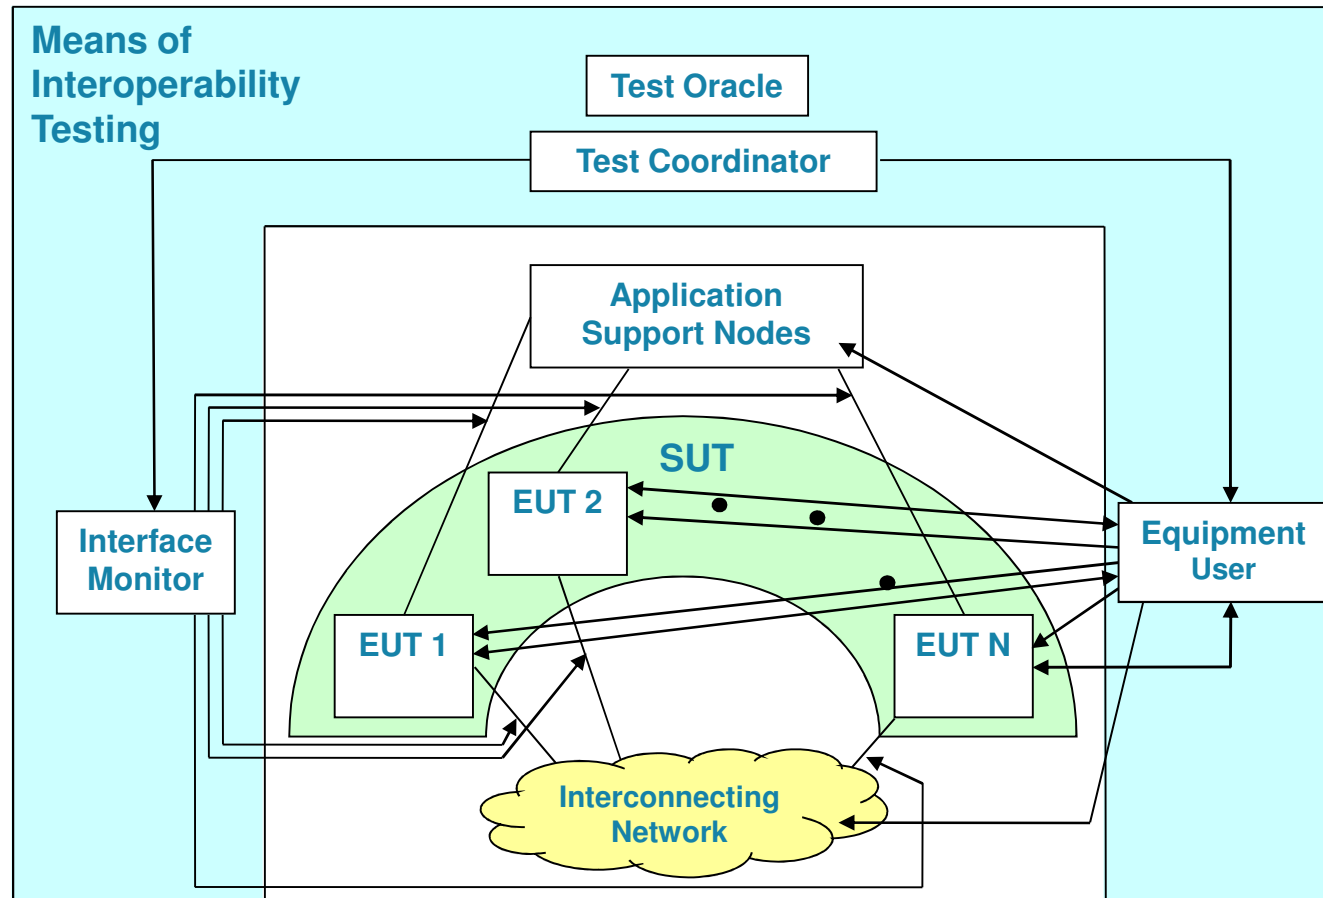 Means of
Interoperability
Testing
Test Oracle
Test Coordinator
Application
Support Nodes
SUT
EUT 2
Interface
Monitor
Equipment
User
EUT 1
EUT N
Interconnecting
Network